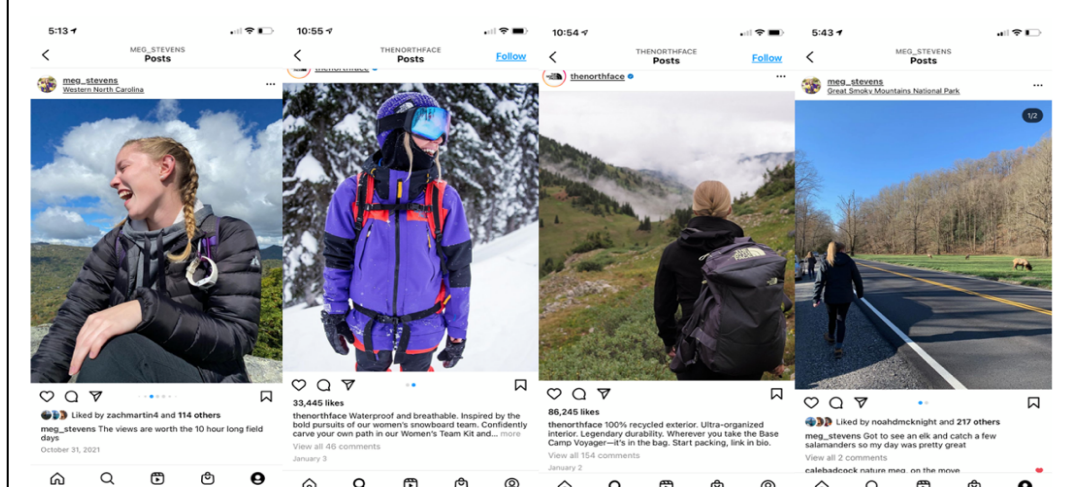 5:13
MEG_STEVENS
Posts
meg_stevens
Western North Carolina
Liked by zachmartin4 and 114 others
meg_stevens The views are worth the 10 hour long field
days
October 31, 2021
10:55
THENORTHFACE
Posts
Follow
thenorthface
33,445 likes
thenorthface Waterproof and breathable. Inspired by the
bold pursuits of our women's snowboard team. Confidently
carve your own path in our Women's Team Kit and... more
View all 46 comments
January 3
10:54
THENORTHFACE
Posts
Follow
thenorthface
86,245 likes
thenorthface 100% recycled exterior. Ultra-organized
interior. Legendary durability. Wherever you take the Base
Camp Voyager—it's in the bag. Start packing, link in bio.
View all 154 comments
January 2
5:43
MEG_STEVENS
Posts
meg_stevens
Great Smoky Mountains National Park
1/2
Liked by noahdmcknight and 217 others
meg_stevens Got to see an elk and catch a few
salamanders so my day was pretty great
View all 2 comments
calebadcock nature meg, on the move